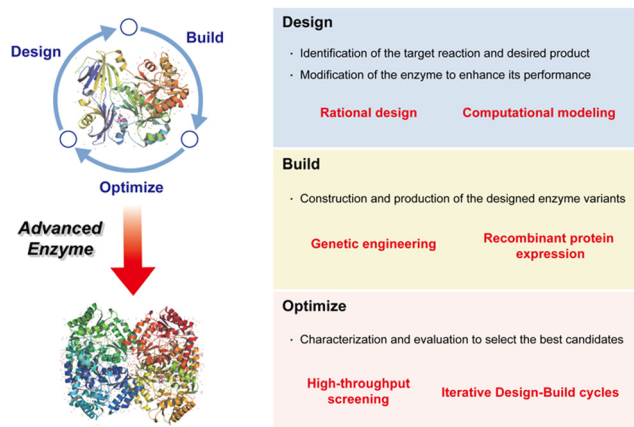 Design
Build
Optimize
Advanced
Enzyme
Design
· Identification of the target reaction and desired product
· Modification of the enzyme to enhance its performance
Rational design
Computational modeling
Build
· Construction and production of the designed enzyme variants
Genetic engineering
Recombinant protein
expression
Optimize
· Characterization and evaluation to select the best candidates
High-throughput
screening
Iterative Design-Build cycles